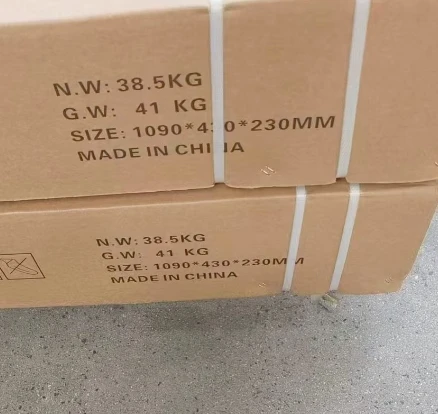 N.W: 38.5KG
G.W: 41 KG
SIZE: 1090*430*230MM
MADE IN CHINA
N.W: 38.5KG
G.W: 41 KG
SIZE: 1090*430*230MM
MADE IN CHINA